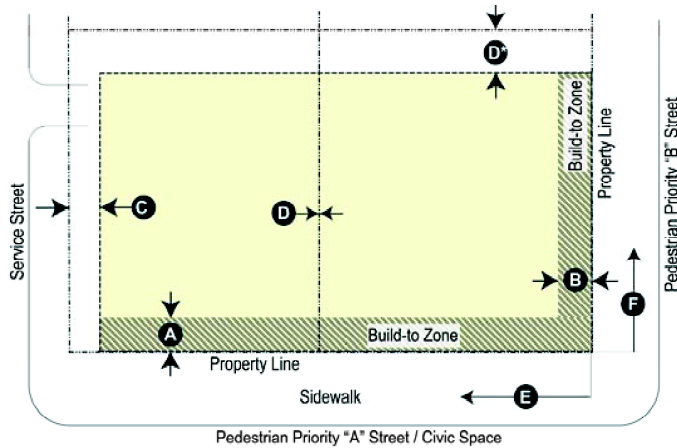 D*
Build-to Zone
Property Line
Pedestrian Priority "B" Street
Service Street
C
D
B
F
A
Build-to Zone
Property Line
Sidewalk
E
Pedestrian Priority "A" Street / Civic Space